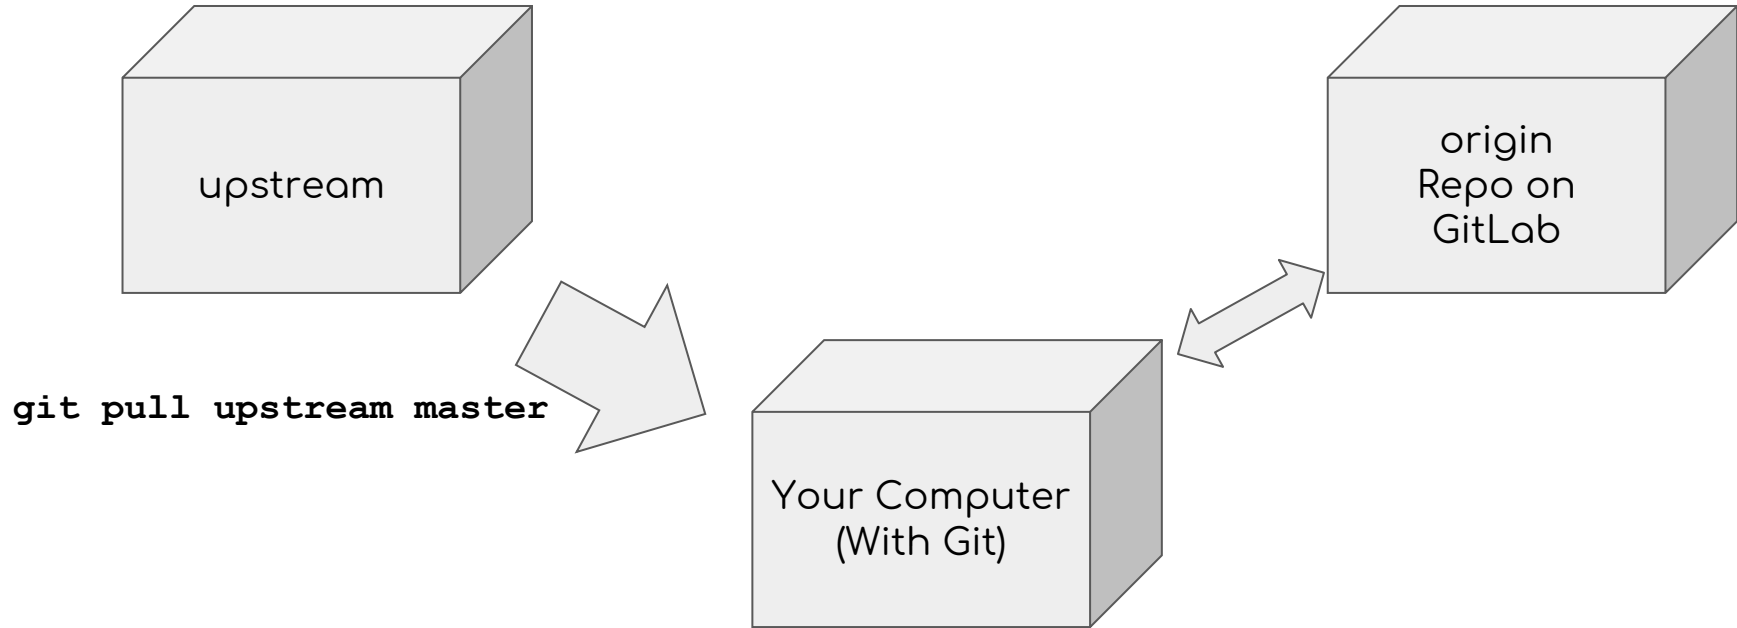 upstream
origin
Repo on
GitLab
git pull upstream master
Your Computer
(With Git)